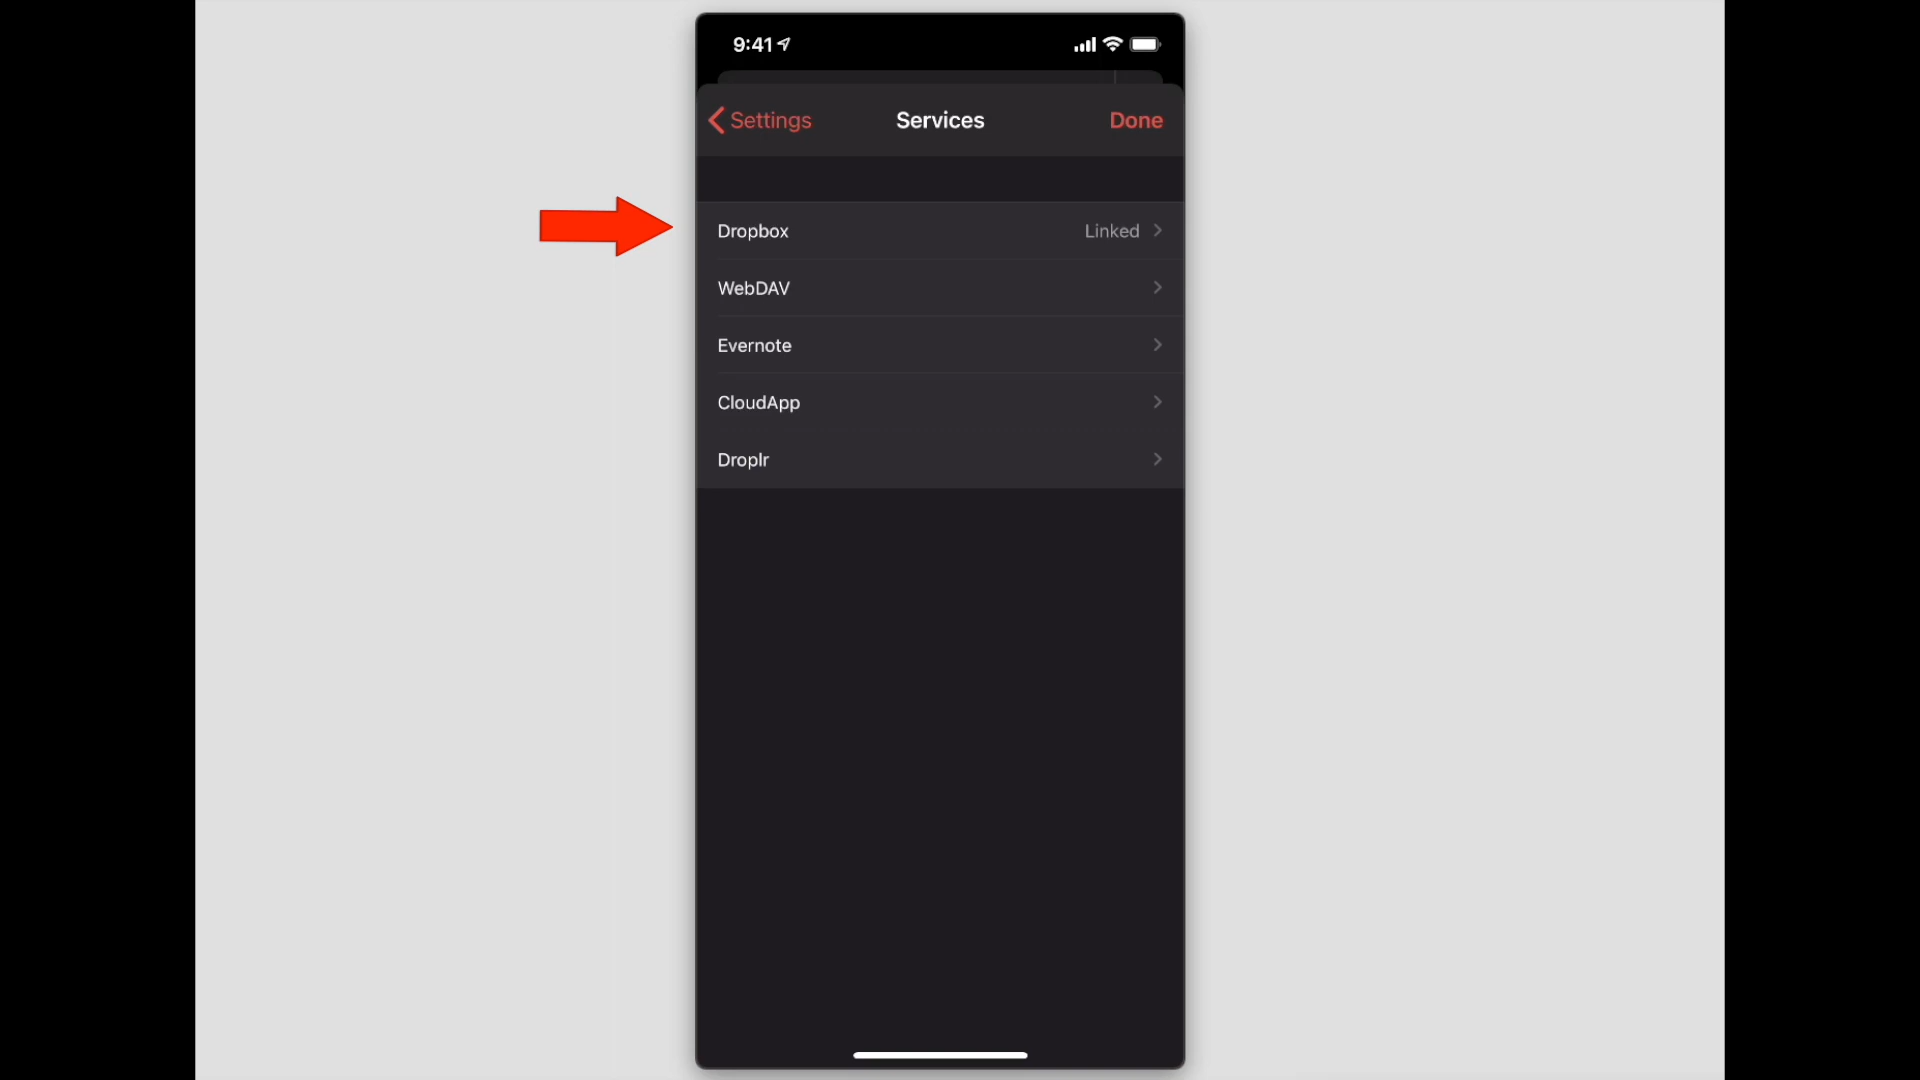 9:41
Settings Services Done
Dropbox Linked
WebDAV
Evernote
CloudApp
Droplr